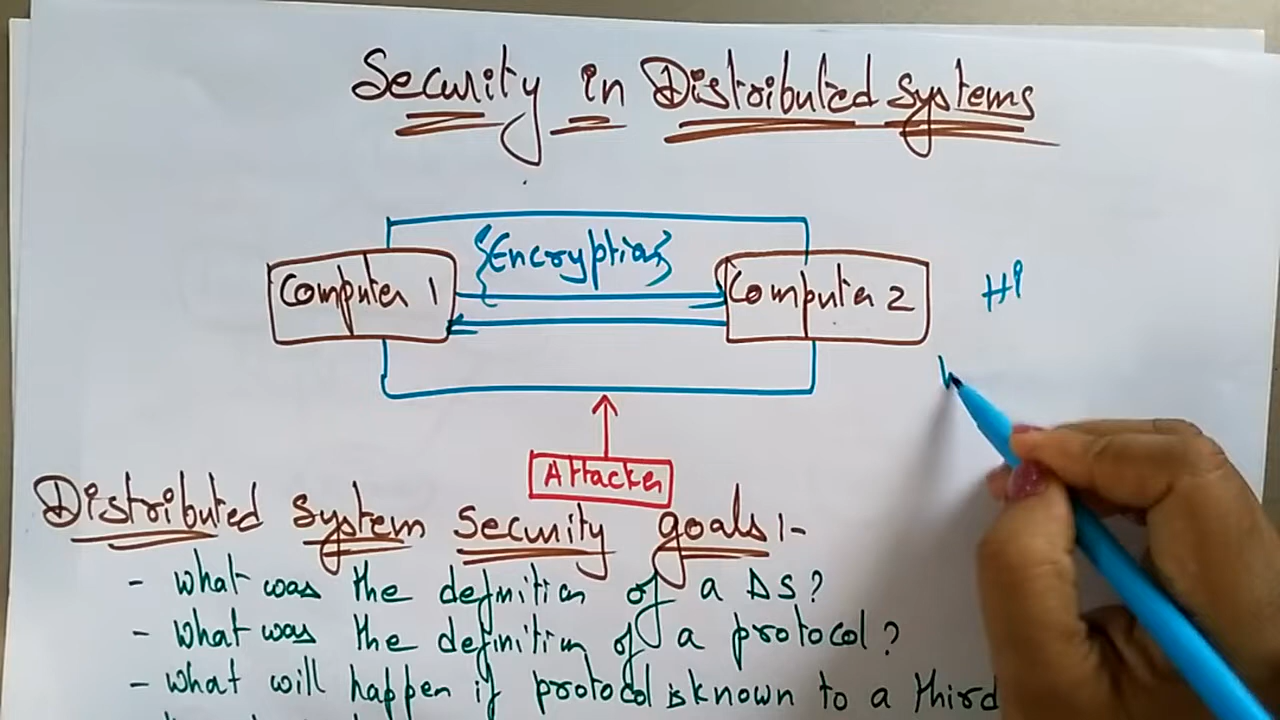 Security in Distributed Systems
{Encryption}
Computer 1
Computer 2
Hi
Attacker
Distributed System Security goals:-
- What was the definition of a DS?
- What was the definition of a protocol?
- What will happen if protocol is known to a third